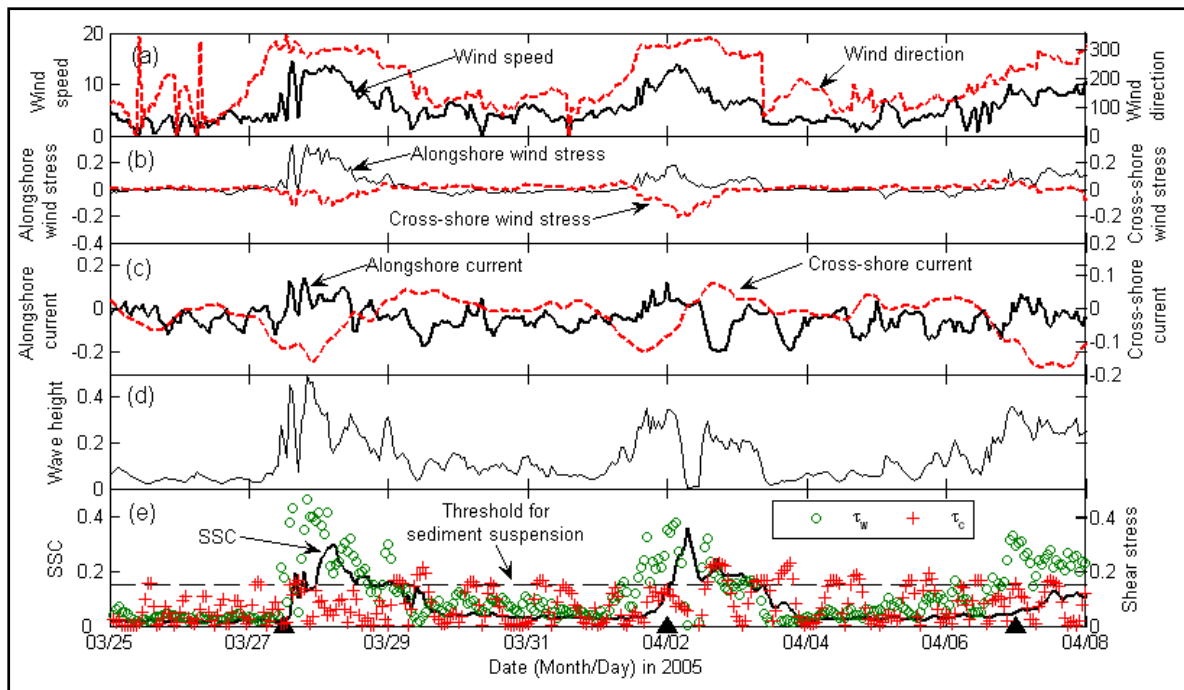 (a)
Wind speed
Wind direction
Wind
speed
20
10
0
300
200
100
0
Wind
direction
(b)
Alongshore wind stress
Cross-shore wind stress
Alongshore
wind stress
0.2
0
-0.2
-0.4
0.2
0
-0.2
0.2
Cross-shore
wind stress
(c)
Alongshore current
Cross-shore current
Alongshore
current
0.2
0
-0.2
0.1
0
-0.1
-0.2
Cross-shore
current
(d)
Wave height
0.4
0.2
0
(e)
SSC
Threshold for
sediment suspension
τw
τc
SSC
0.4
0.2
0
0.4
0.2
0
Shear stress
03/25
03/27
03/29
03/31
04/02
04/04
04/06
04/08
Date (Month/Day) in 2005